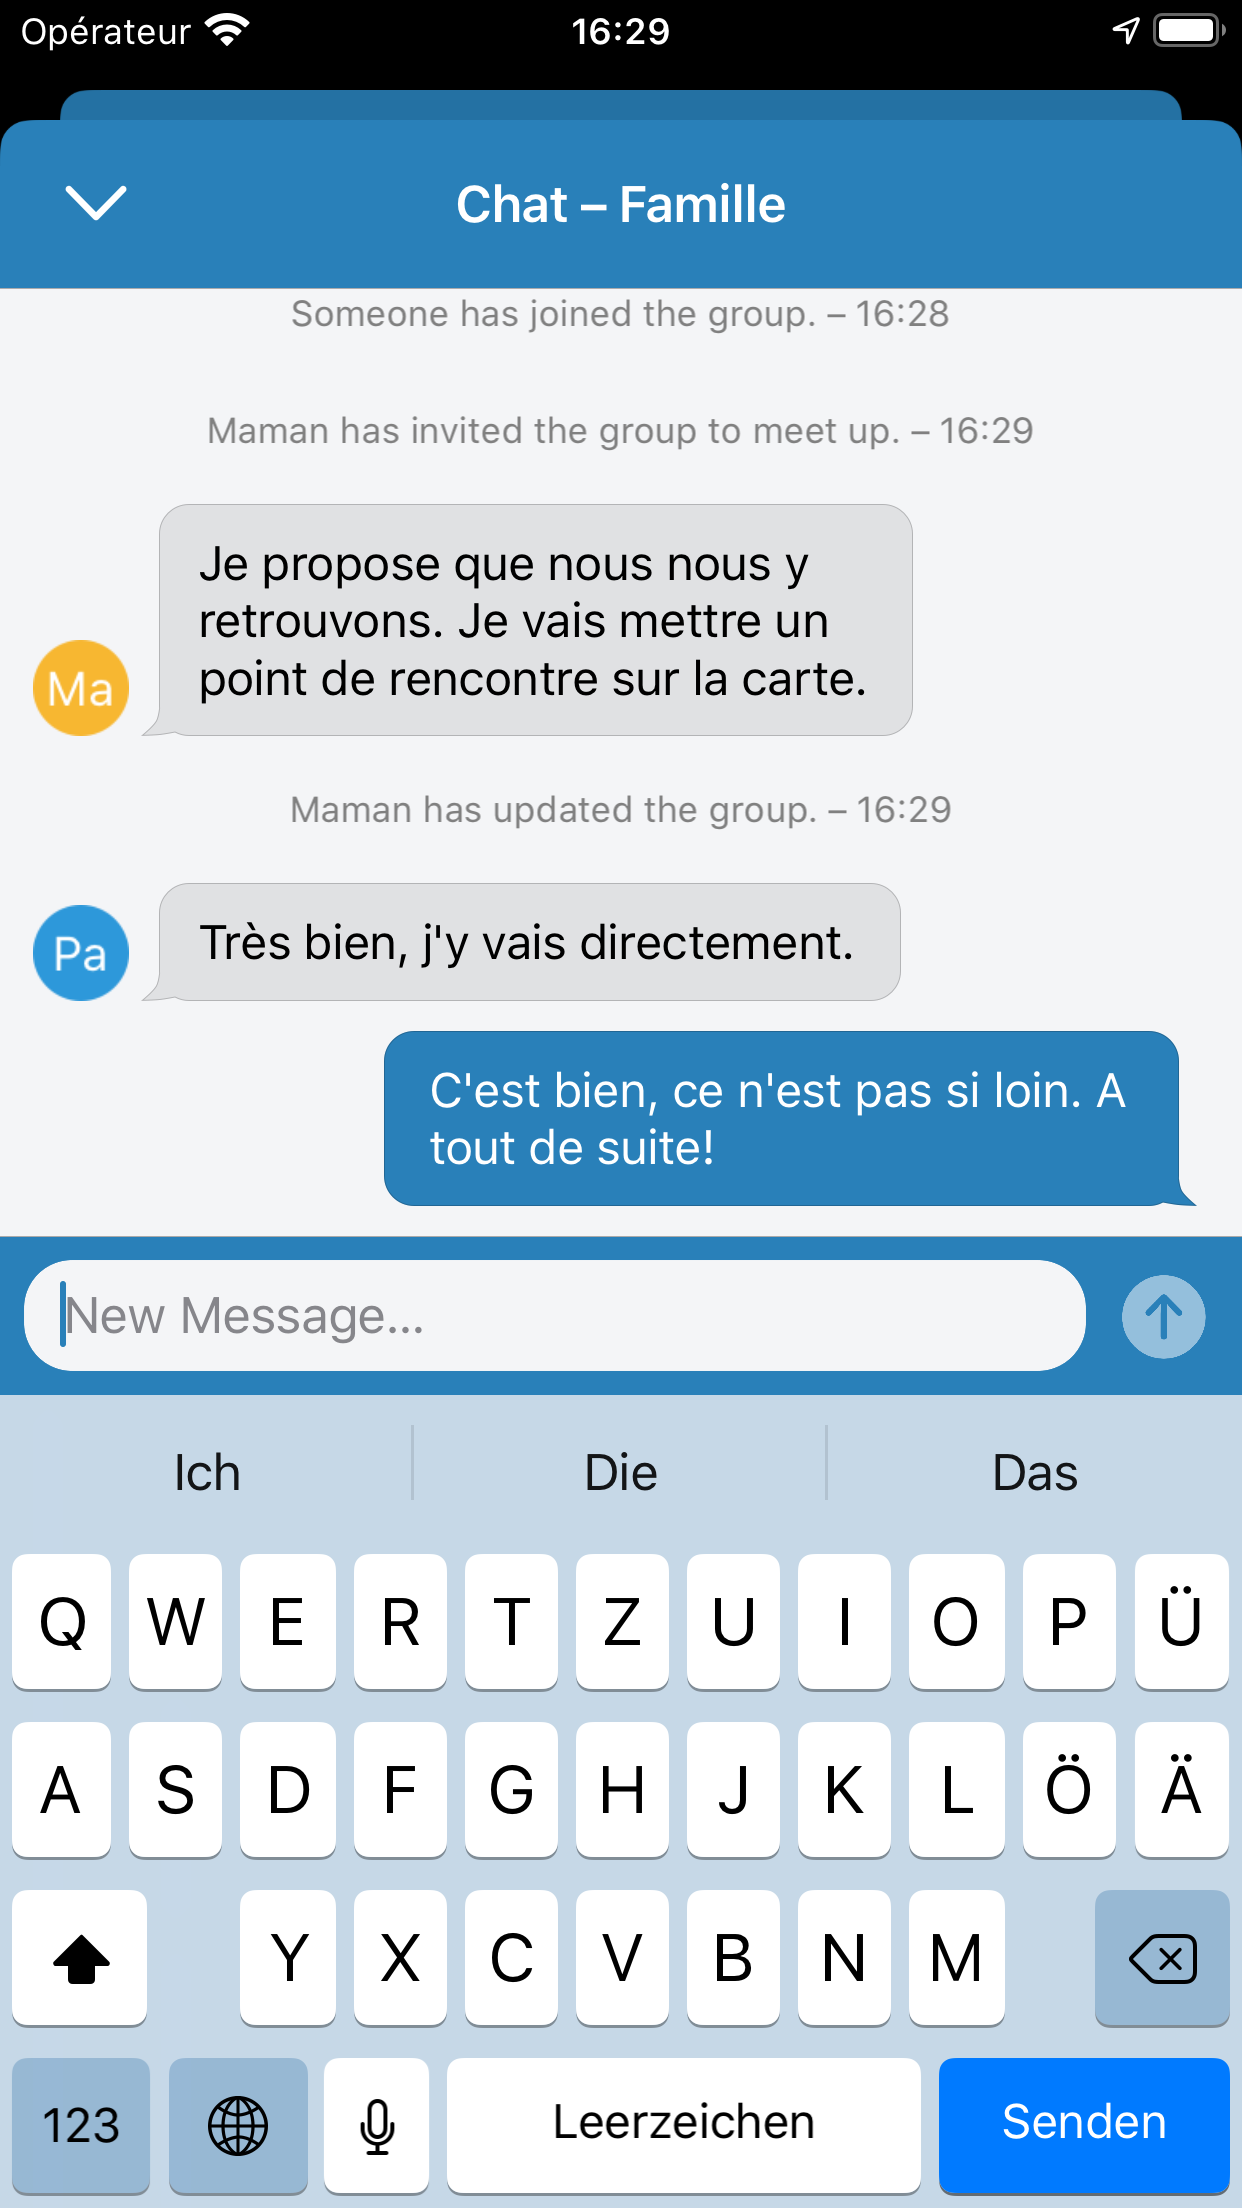 Opérateur 16:29
Chat – Famille
Someone has joined the group. – 16:28
Maman has invited the group to meet up. – 16:29
Je propose que nous nous y
retrouvons. Je vais mettre un
point de rencontre sur la carte.
Ma
Maman has updated the group. – 16:29
Très bien, j'y vais directement.
Pa
C'est bien, ce n'est pas si loin. A
tout de suite!
New Message...
Ich Die Das
Q W E R T Z U I O P Ü
A S D F G H J K L Ö Ä
Y X C V B N M
123 Leerzeichen Senden